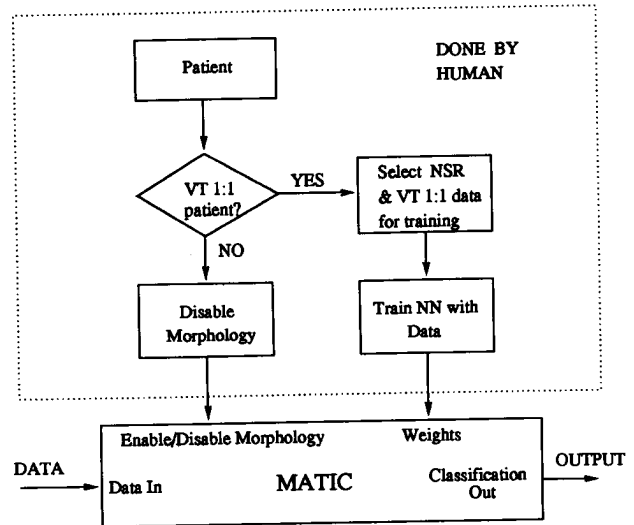 DONE BY
HUMAN
Patient
VT 1:1
patient?
YES
Select NSR
& VT 1:1 data
for training
NO
Disable
Morphology
Train NN with
Data
Enable/Disable Morphology
Weights
DATA
Data In
MATIC
Classification
Out
OUTPUT